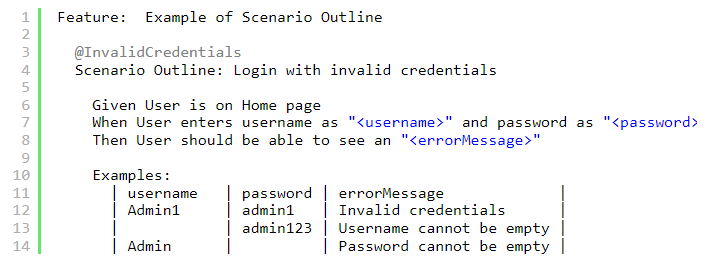 1 Feature:  Example of Scenario Outline
2
3 @InvalidCredentials
4 Scenario Outline: Login with invalid credentials
5
6 Given User is on Home page
7 When User enters username as "<username>" and password as "<password>
8 Then User should be able to see an "<errorMessage>"
9
10 Examples:
11 | username | password | errorMessage |
12 | Admin1 | admin1 | Invalid credentials |
13 | | admin123 | Username cannot be empty |
14 | Admin | | Password cannot be empty |